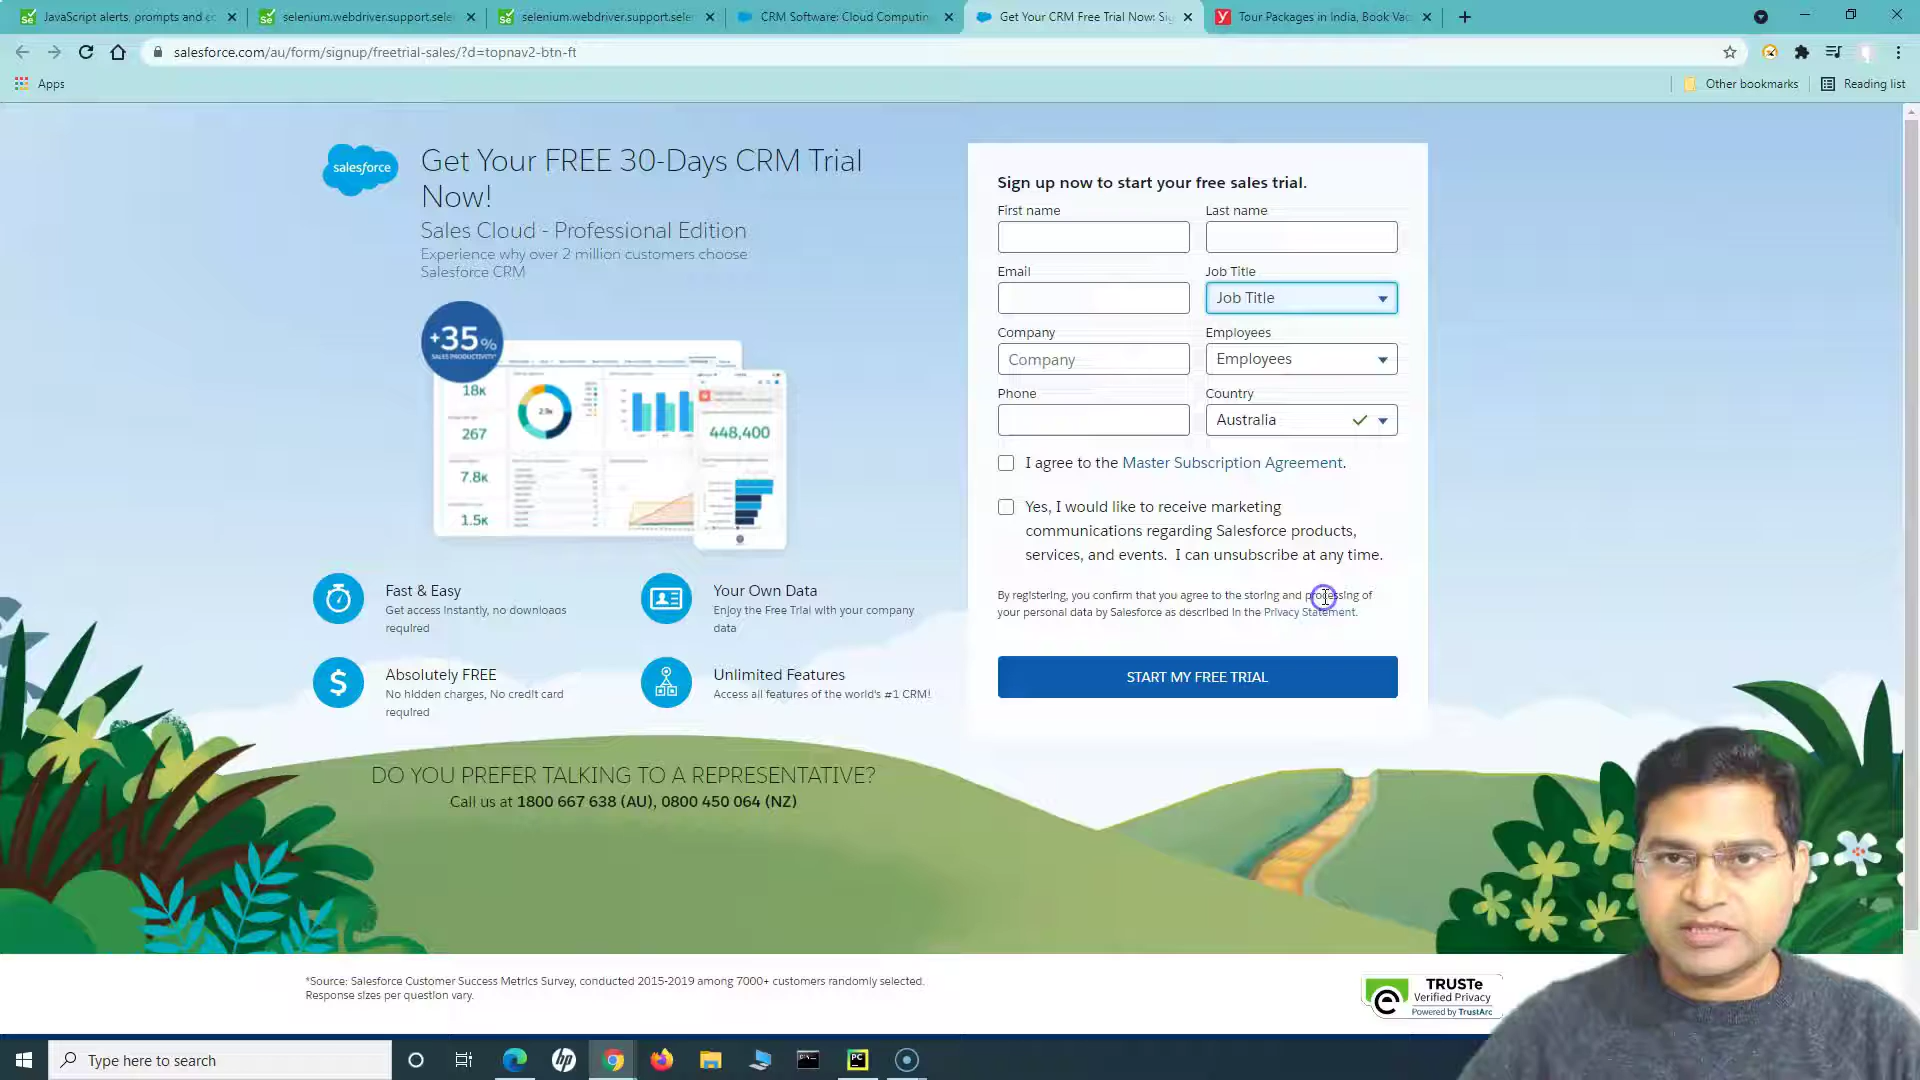 JavaScript alerts, prompts and co
selenium.webdriver.support.sele
selenium.webdriver.support.sele
CRM Software: Cloud Computin
Get Your CRM Free Trial Now: Si
Tour Packages in India, Book Vac
salesforce.com/au/form/signup/freetrial-sales/?d=topnav2-btn-ft
Apps
Other bookmarks
Reading list
salesforce
Get Your FREE 30-Days CRM Trial
Now!
Sales Cloud - Professional Edition
Experience why over 2 million customers choose
Salesforce CRM
+35%
SALES PRODUCTIVITY*
18K
267
7.8K
1.5K
448,400
Fast & Easy
Get access instantly, no downloads
required
Your Own Data
Enjoy the Free Trial with your company
data
Absolutely FREE
No hidden charges, No credit card
required
Unlimited Features
Access all features of the world's #1 CRM!
DO YOU PREFER TALKING TO A REPRESENTATIVE?
Call us at 1800 667 638 (AU), 0800 450 064 (NZ)
Sign up now to start your free sales trial.
First name
Last name
Email
Job Title
Job Title
Company
Employees
Company
Employees
Phone
Country
Australia
I agree to the Master Subscription Agreement.
Yes, I would like to receive marketing
communications regarding Salesforce products,
services, and events. I can unsubscribe at any time.
By registering, you confirm that you agree to the storing and processing of
your personal data by Salesforce as described in the Privacy Statement.
START MY FREE TRIAL
*Source: Salesforce Customer Success Metrics Survey, conducted 2015-2019 among 7000+ customers randomly selected.
Response sizes per question vary.
TRUSTe
Verified Privacy
Powered by TrustArc
Type here to search